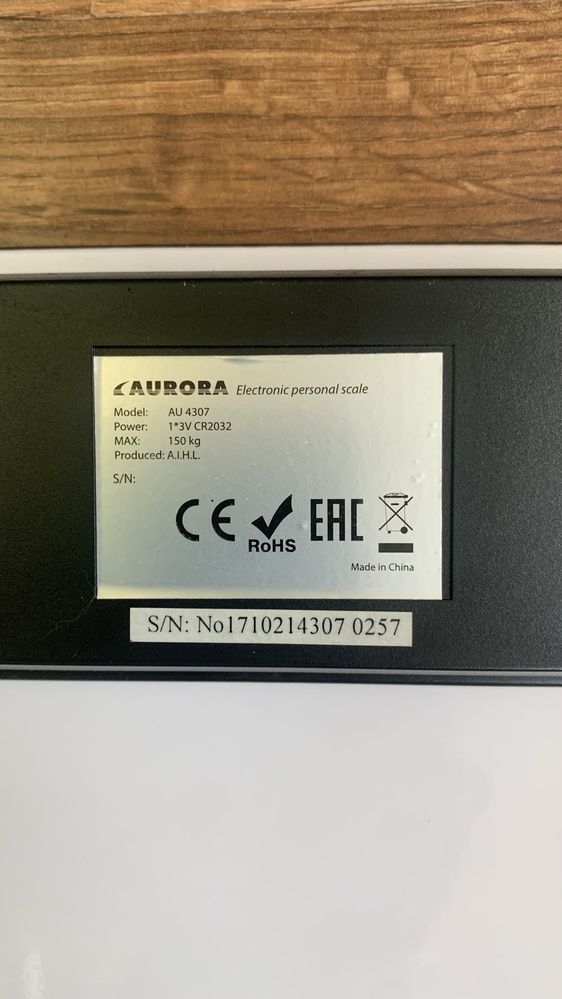 AURORA Electronic personal scale
Model: AU 4307
Power: 1*3V CR2032
MAX: 150 kg
Produced: A.I.H.L.
S/N:
CE RoHS EAC
Made in China
S/N: No1710214307 0257